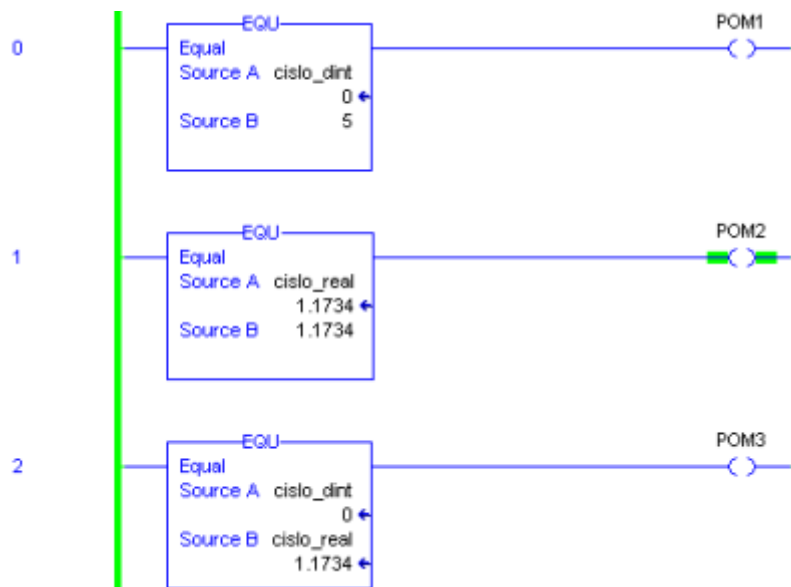 EQU
POM1
0
Equal
Source A cislo_dint
0
Source B 5
EQU
POM2
1
Equal
Source A cislo_real
1.1734
Source B 1.1734
EQU
POM3
2
Equal
Source A cislo_dint
0
Source B cislo_real
1.1734